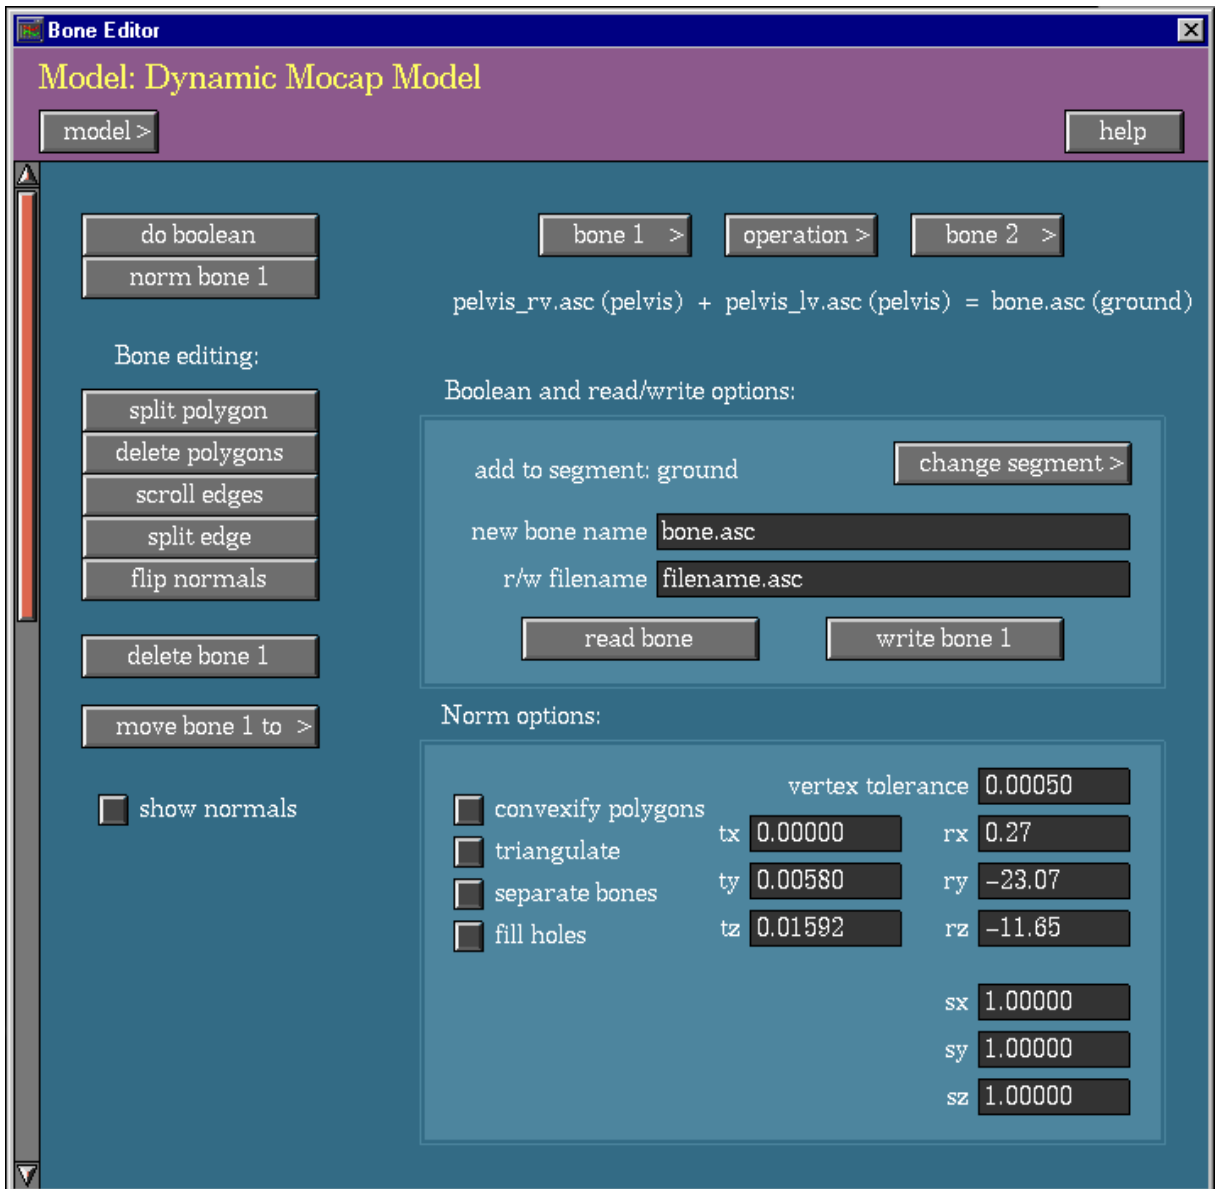 Bone Editor
Model: Dynamic Mocap Model
model >
help
do boolean
norm bone 1
bone 1 >
operation >
bone 2 >
pelvis_rv.asc (pelvis) + pelvis_lv.asc (pelvis) = bone.asc (ground)
Bone editing:
split polygon
delete polygons
scroll edges
split edge
flip normals
delete bone 1
move bone 1 to >
show normals
Boolean and read/write options:
add to segment: ground
change segment >
new bone name bone.asc
r/w filename filename.asc
read bone
write bone 1
Norm options:
convexify polygons
triangulate
separate bones
fill holes
vertex tolerance 0.00050
tx 0.00000
rx 0.27
ty 0.00580
ry -23.07
tz 0.01592
rz -11.65
sx 1.00000
sy 1.00000
sz 1.00000